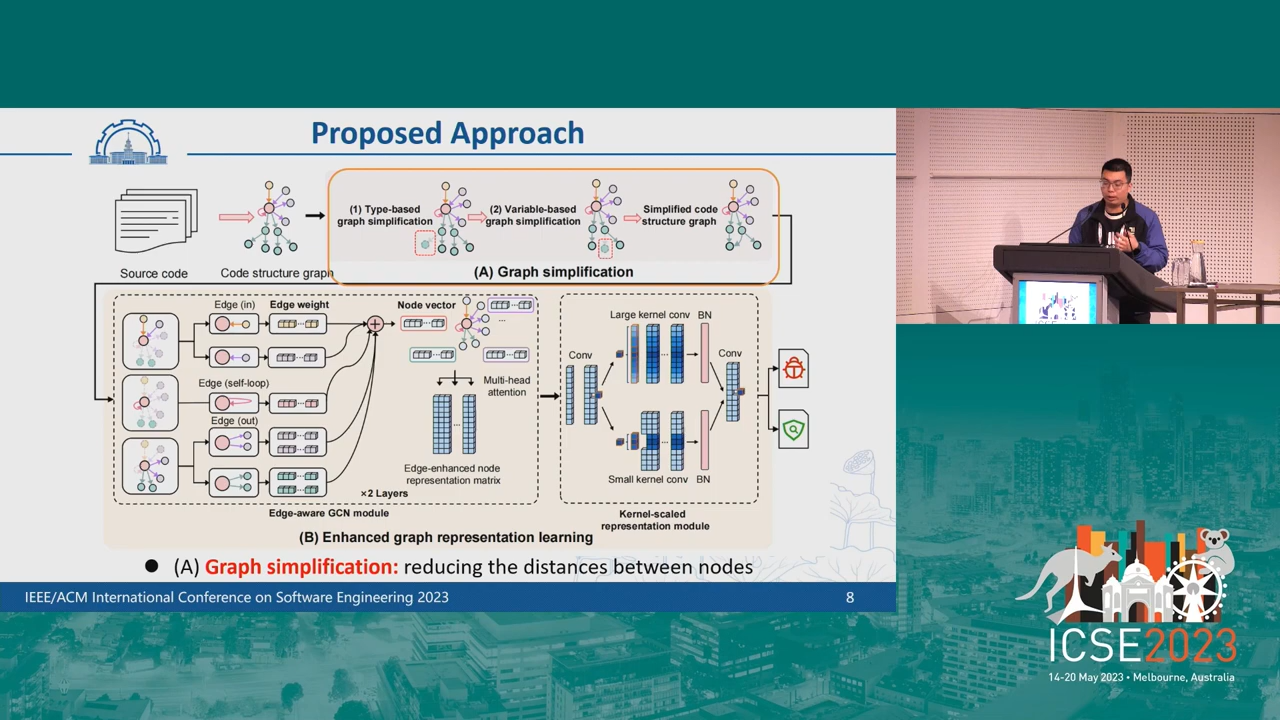 Proposed Approach
(1) Type-based
graph simplification
(2) Variable-based
graph simplification
Simplified code
structure graph
Source code
Code structure graph
(A) Graph simplification
Edge (in)
Edge weight
Node vector
...
Edge (self-loop)
Edge (out)
Multi-head
attention
Edge-enhanced node
representation matrix
×2 Layers
Edge-aware GCN module
Conv
Large kernel conv
BN
Conv
Small kernel conv
BN
Kernel-scaled
representation module
(B) Enhanced graph representation learning
● (A) Graph simplification: reducing the distances between nodes
IEEE/ACM International Conference on Software Engineering 2023
8
ICSE
ICSE2023
14-20 May 2023 • Melbourne, Australia